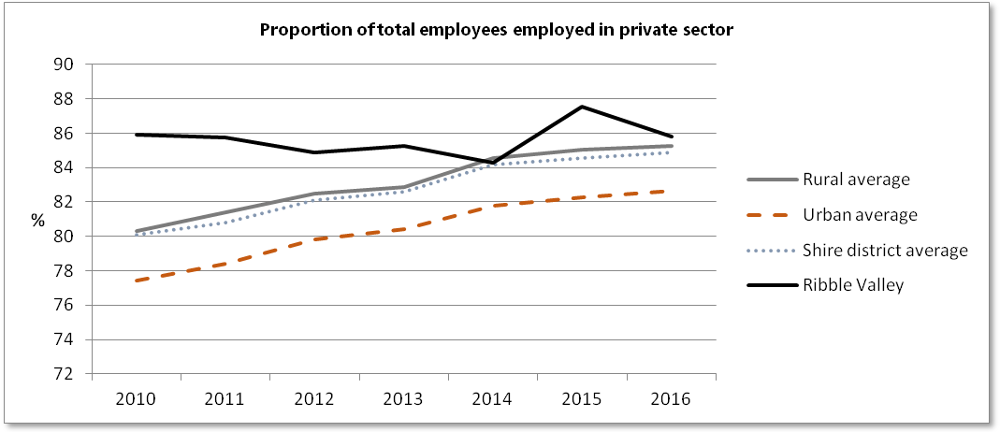 Proportion of total employees employed in private sector
90
88
86
84
82
80
78
76
74
72
%
2010 2011 2012 2013 2014 2015 2016
Rural average
Urban average
Shire district average
Ribble Valley